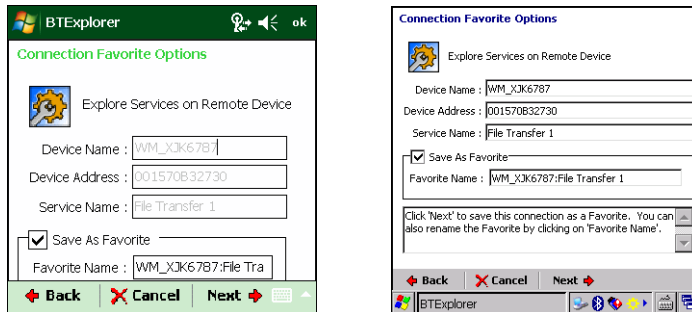 BTExplorer
ok
Connection Favorite Options
Explore Services on Remote Device
Device Name : WM_XJK6787
Device Address : 001570B32730
Service Name : File Transfer 1
Save As Favorite
Favorite Name : WM_XJK6787:File Tra
Back
Cancel
Next
Connection Favorite Options
Explore Services on Remote Device
Device Name : WM_XJK6787
Device Address : 001570B32730
Service Name : File Transfer 1
Save As Favorite
Favorite Name : WM_XJK6787:File Transfer 1
Click 'Next' to save this connection as a Favorite. You can
also rename the Favorite by clicking on 'Favorite Name'.
Back
Cancel
Next
BTExplorer